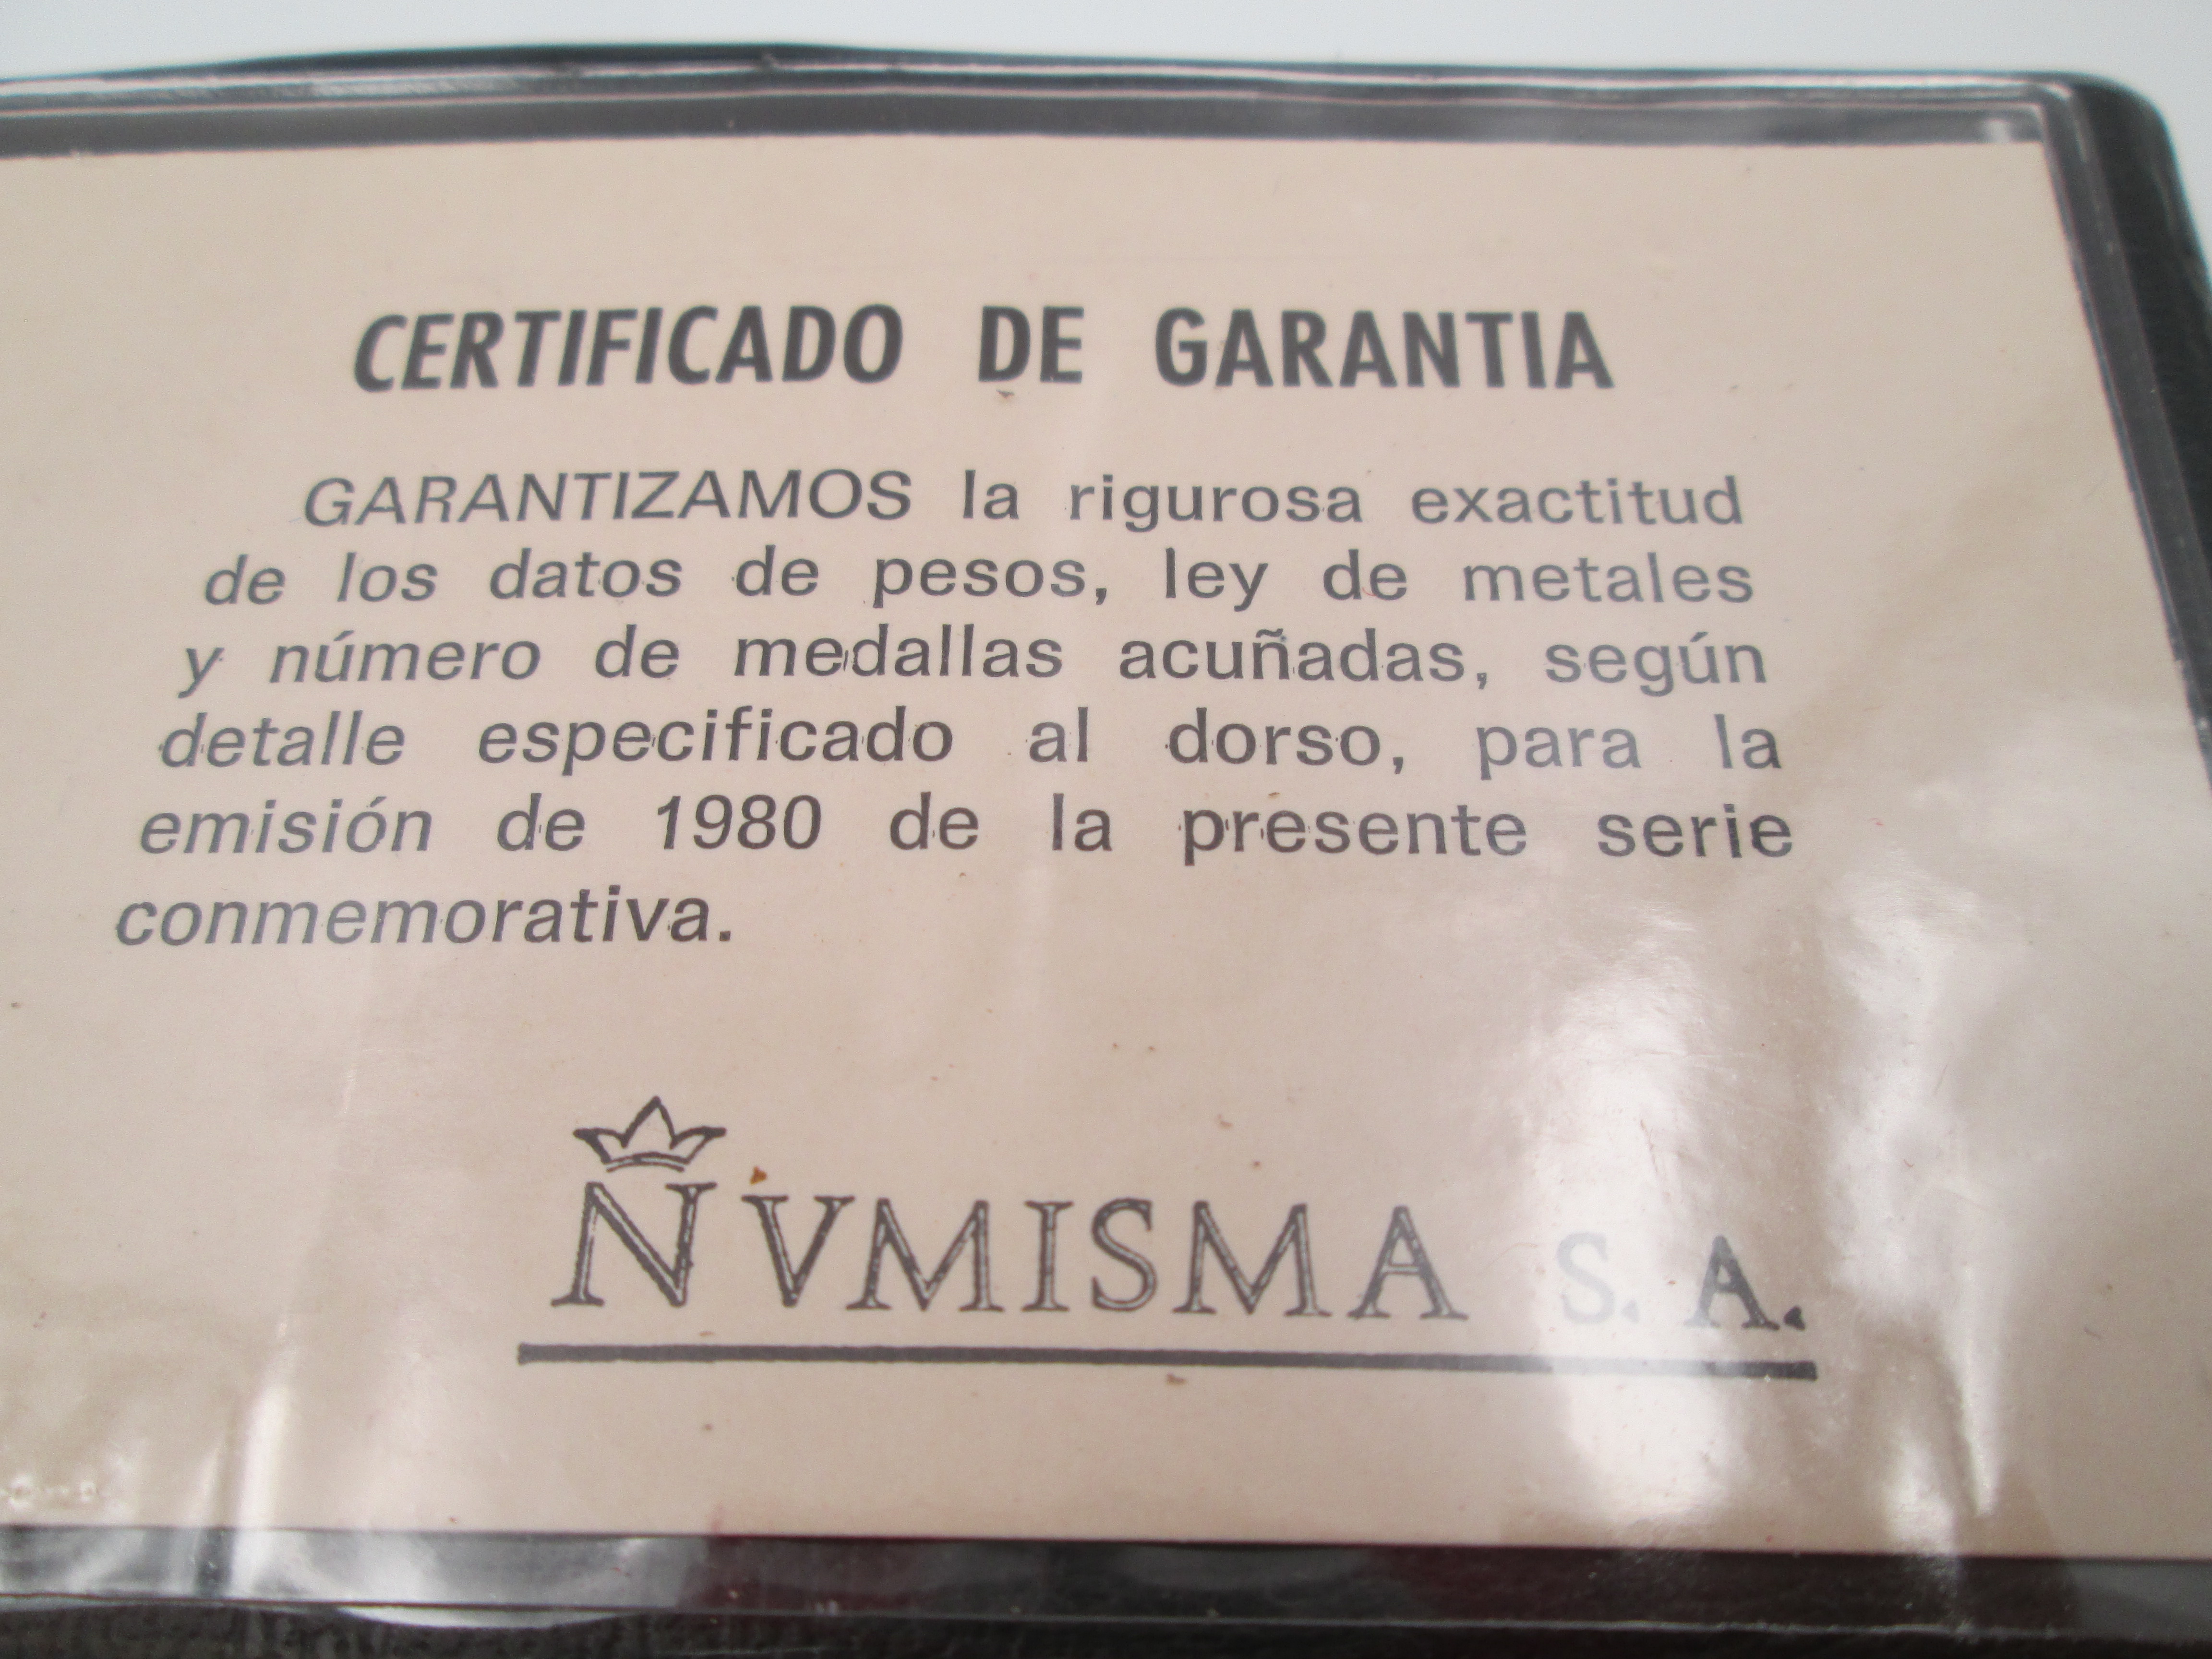 CERTIFICADO DE GARANTIA
GARANTIZAMOS la rigurosa exactitud
de los datos de pesos, ley de metales
y número de medallas acuñadas, según
detalle especificado al dorso, para la
emisión de 1980 de la presente serie
conmemorativa.
NVMISMA S. A.